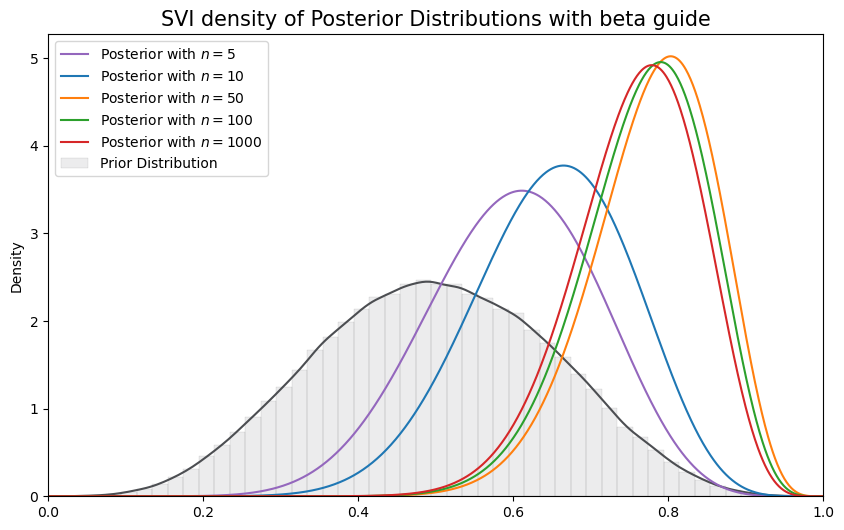 SVI density of Posterior Distributions with beta guide
Posterior with n = 5
Posterior with n = 10
Posterior with n = 50
Posterior with n = 100
Posterior with n = 1000
Prior Distribution
Density
5
4
3
2
1
0
0.0 0.2 0.4 0.6 0.8 1.0